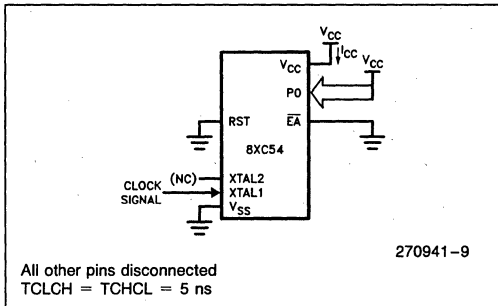 VCC
ICC
VCC
VCC
P0
RST
EA
8XC54
(NC)
XTAL2
CLOCK
SIGNAL
XTAL1
VSS
270941-9
All other pins disconnected
TCLCH = TCHCL = 5 ns